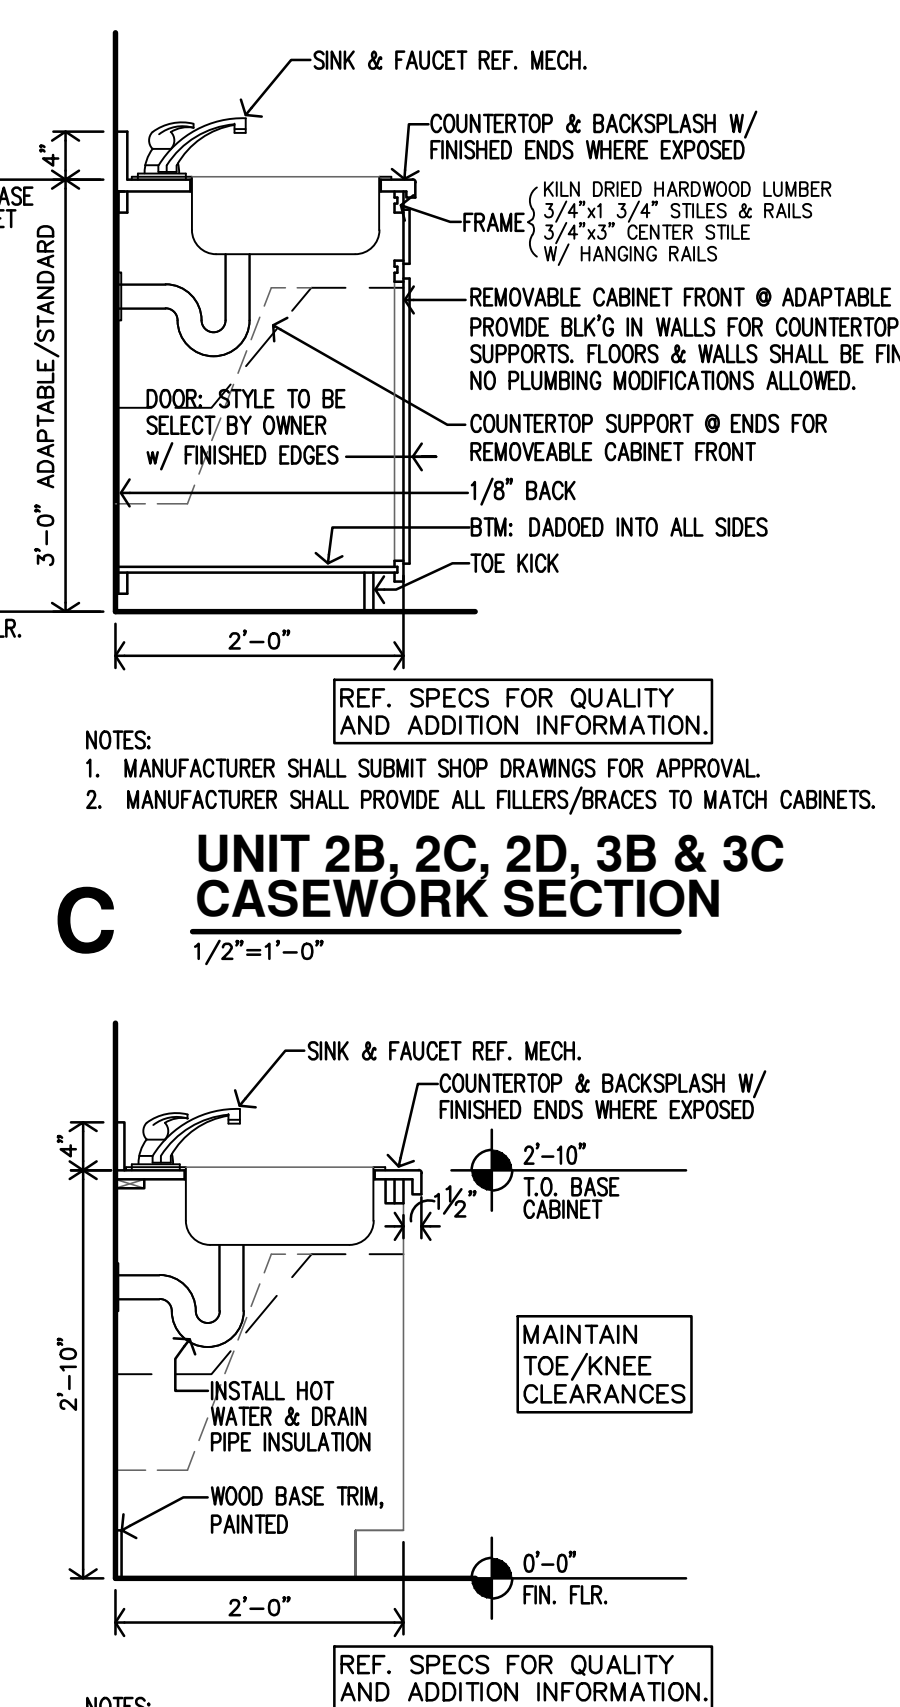 SINK & FAUCET REF. MECH.
COUNTERTOP & BACKSPLASH W/
FINISHED ENDS WHERE EXPOSED
4"
FRAME
KILN DRIED HARDWOOD LUMBER
3/4"x1 3/4" STILES & RAILS
3/4"x3" CENTER STILE
W/ HANGING RAILS
3'-0" ADAPTABLE/STANDARD
REMOVABLE CABINET FRONT @ ADAPTABLE
PROVIDE BLK'G IN WALLS FOR COUNTERTOP
SUPPORTS. FLOORS & WALLS SHALL BE FIN
NO PLUMBING MODIFICATIONS ALLOWED.
DOOR: STYLE TO BE
SELECT BY OWNER
w/ FINISHED EDGES
COUNTERTOP SUPPORT @ ENDS FOR
REMOVEABLE CABINET FRONT
1/8" BACK
BTM: DADOED INTO ALL SIDES
TOE KICK
LR.
2'-0"
REF. SPECS FOR QUALITY
AND ADDITION INFORMATION.
NOTES:
1. MANUFACTURER SHALL SUBMIT SHOP DRAWINGS FOR APPROVAL.
2. MANUFACTURER SHALL PROVIDE ALL FILLERS/BRACES TO MATCH CABINETS.
C
UNIT 2B, 2C, 2D, 3B & 3C
CASEWORK SECTION
1/2"=1'-0"
SINK & FAUCET REF. MECH.
COUNTERTOP & BACKSPLASH W/
FINISHED ENDS WHERE EXPOSED
4"
2'-10"
T.O. BASE
CABINET
1½"
MAINTAIN
TOE/KNEE
CLEARANCES
2'-10"
INSTALL HOT
WATER & DRAIN
PIPE INSULATION
WOOD BASE TRIM,
PAINTED
0'-0"
FIN. FLR.
2'-0"
REF. SPECS FOR QUALITY
AND ADDITION INFORMATION.
NOTES: